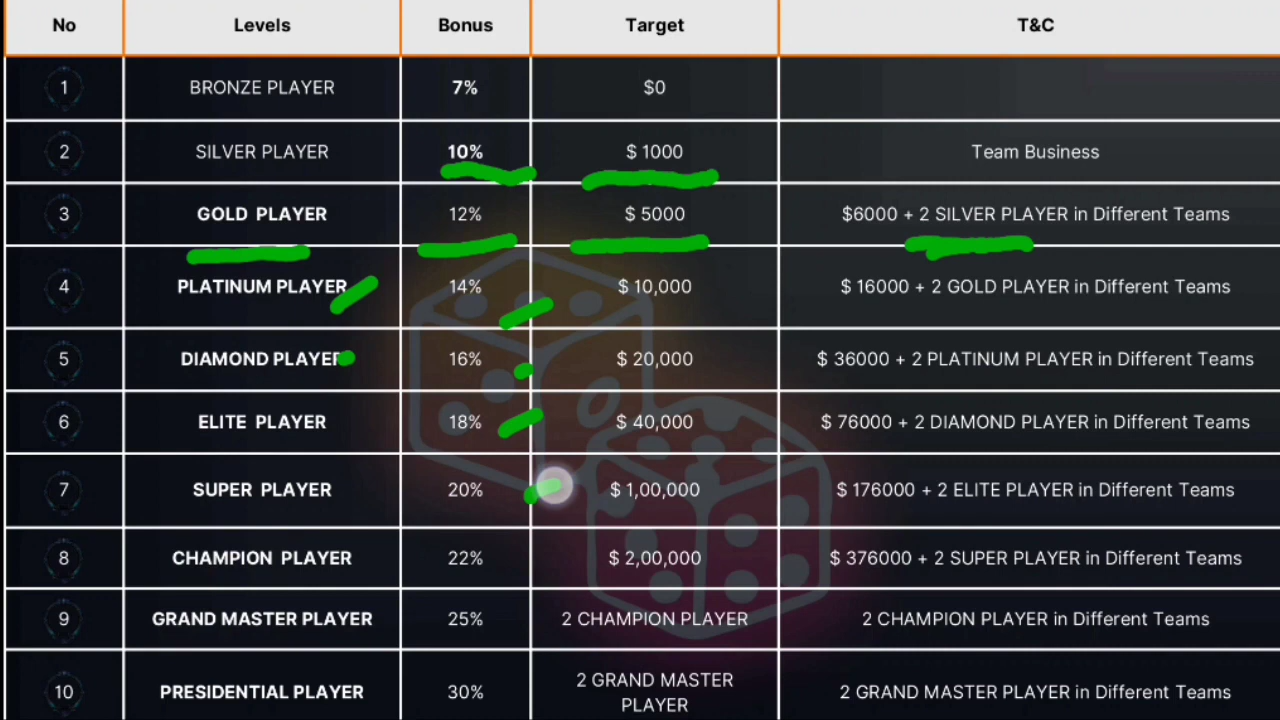 No Levels Bonus Target T&C
1 BRONZE PLAYER 7% $0
2 SILVER PLAYER 10% $ 1000 Team Business
3 GOLD PLAYER 12% $ 5000 $6000 + 2 SILVER PLAYER in Different Teams
4 PLATINUM PLAYER 14% $ 10,000 $ 16000 + 2 GOLD PLAYER in Different Teams
5 DIAMOND PLAYER 16% $ 20,000 $ 36000 + 2 PLATINUM PLAYER in Different Teams
6 ELITE PLAYER 18% $ 40,000 $ 76000 + 2 DIAMOND PLAYER in Different Teams
7 SUPER PLAYER 20% $ 1,00,000 $ 176000 + 2 ELITE PLAYER in Different Teams
8 CHAMPION PLAYER 22% $ 2,00,000 $ 376000 + 2 SUPER PLAYER in Different Teams
9 GRAND MASTER PLAYER 25% 2 CHAMPION PLAYER 2 CHAMPION PLAYER in Different Teams
10 PRESIDENTIAL PLAYER 30% 2 GRAND MASTER
PLAYER 2 GRAND MASTER PLAYER in Different Teams